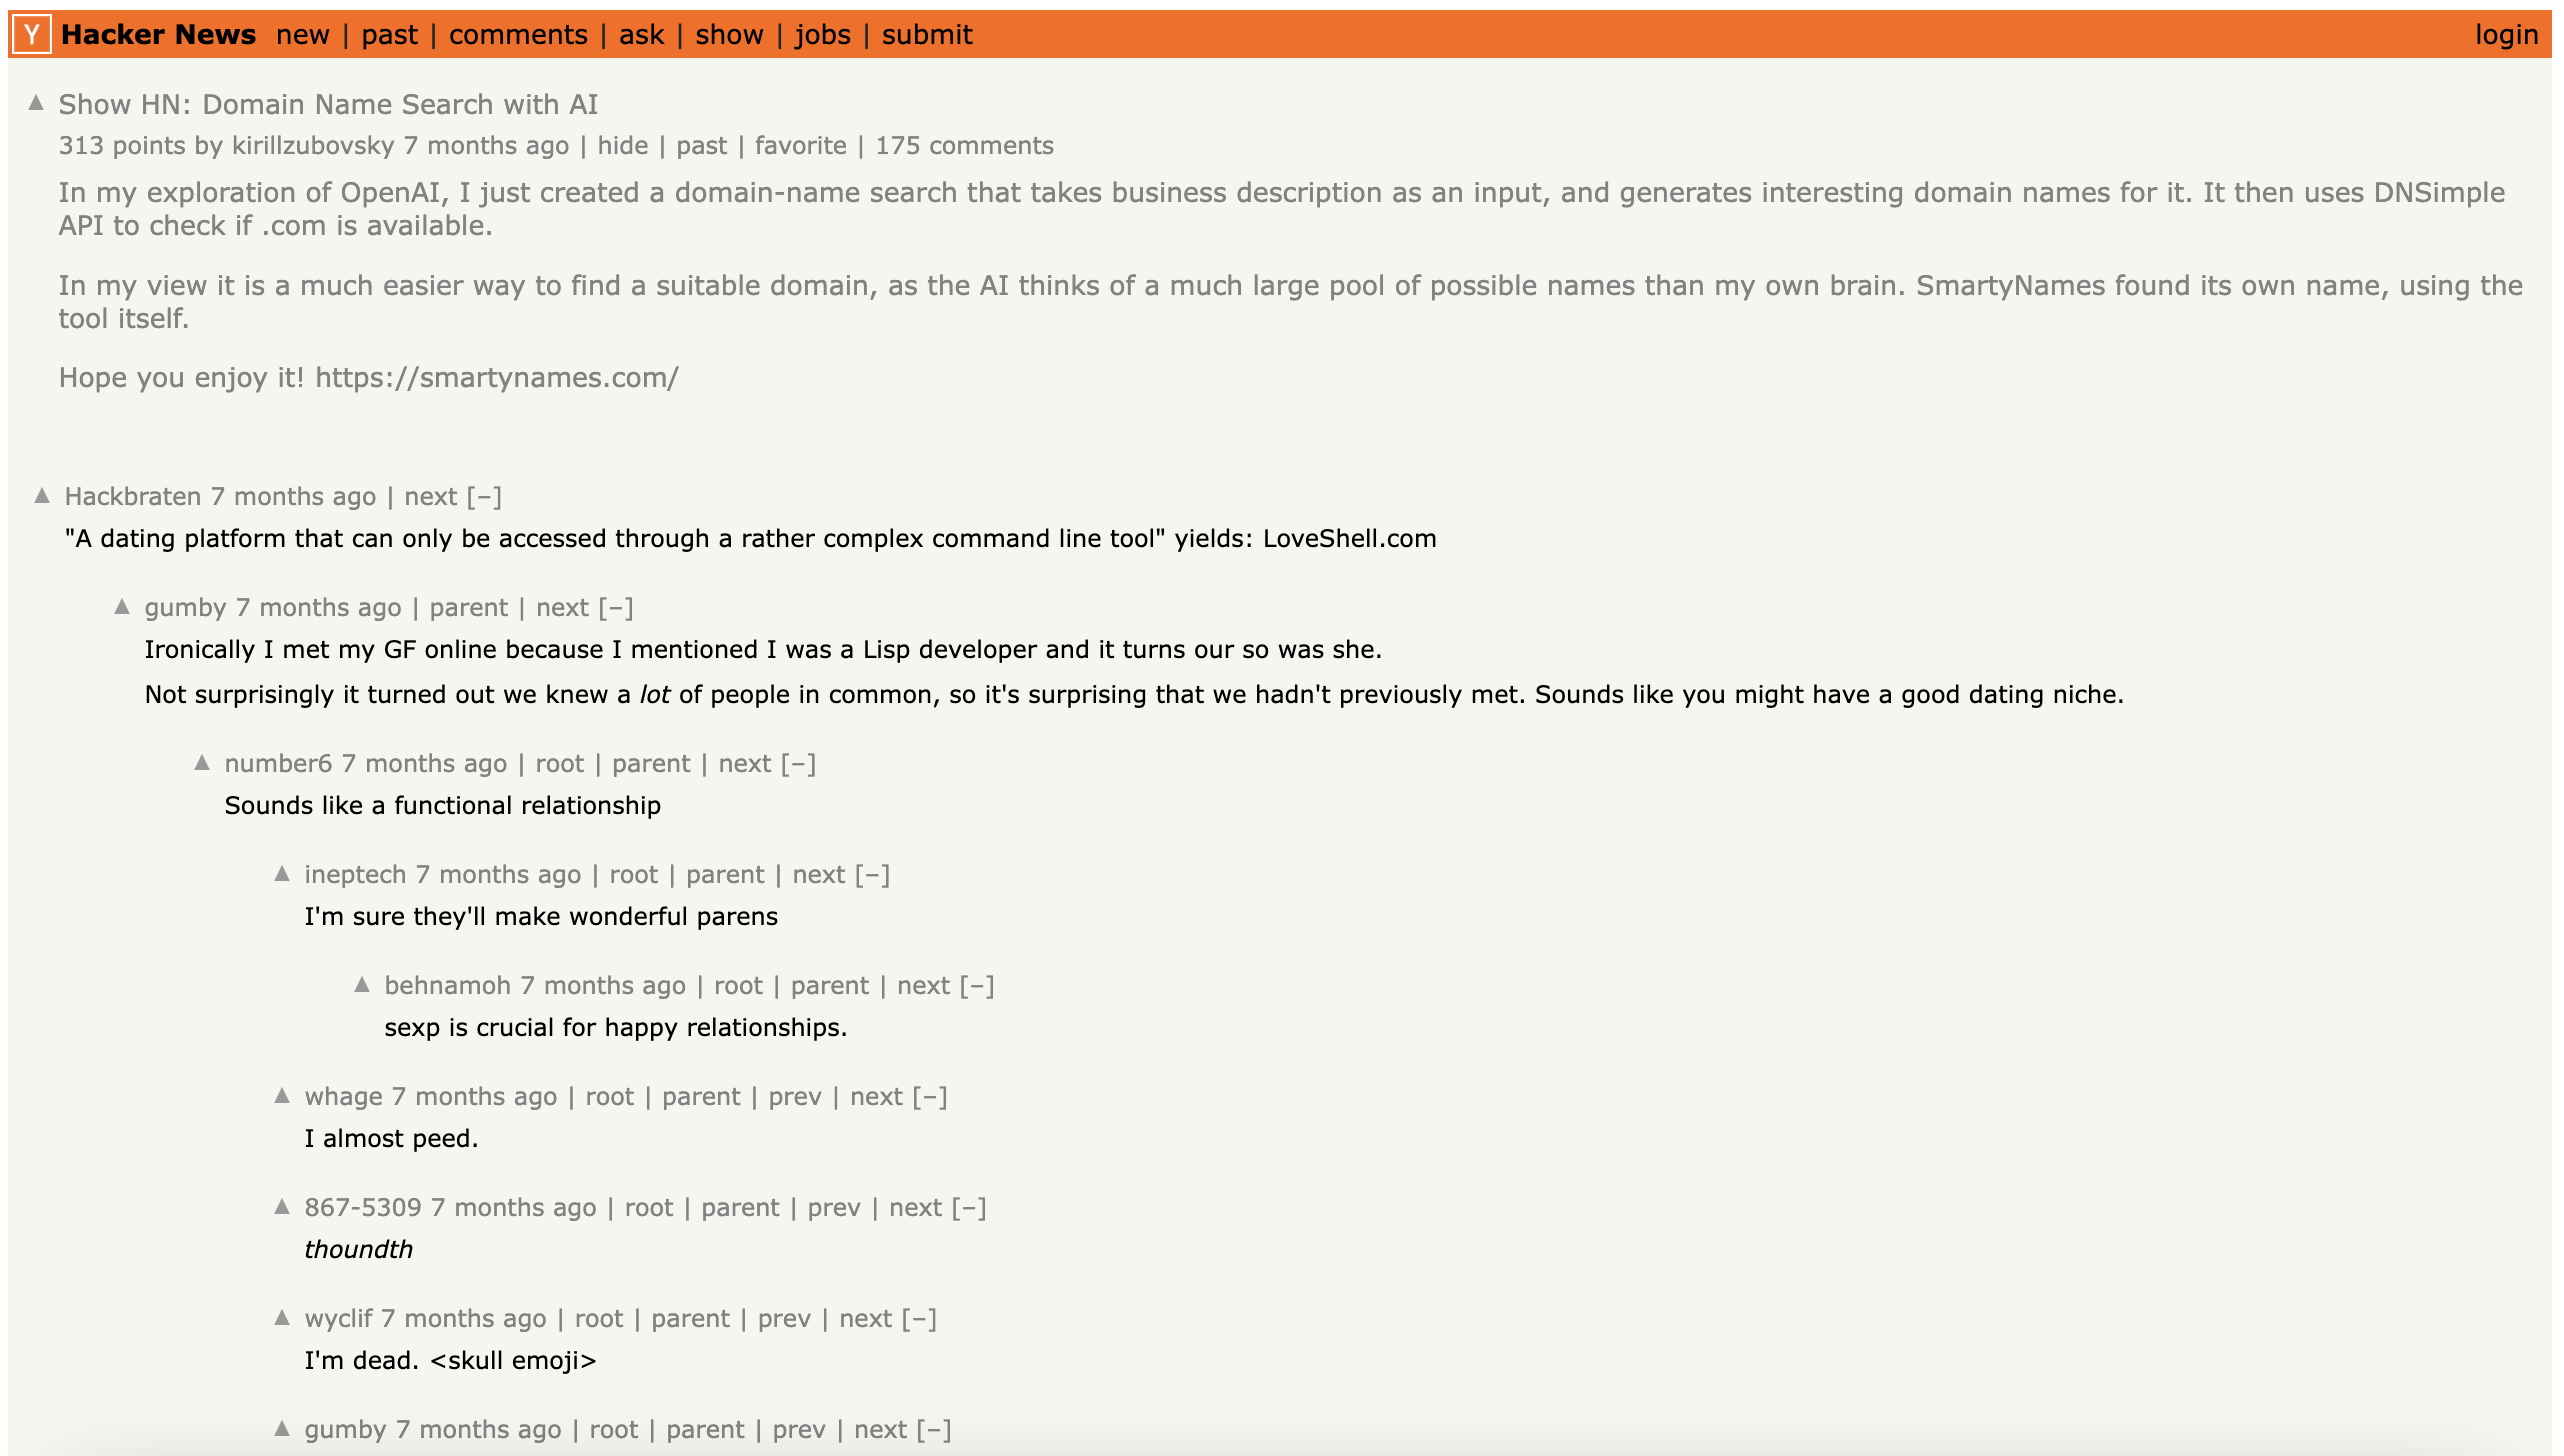 Y Hacker News new | past | comments | ask | show | jobs | submit login
▲ Show HN: Domain Name Search with AI
313 points by kirillzubovsky 7 months ago | hide | past | favorite | 175 comments
In my exploration of OpenAI, I just created a domain-name search that takes business description as an input, and generates interesting domain names for it. It then uses DNSimple
API to check if .com is available.
In my view it is a much easier way to find a suitable domain, as the AI thinks of a much large pool of possible names than my own brain. SmartyNames found its own name, using the
tool itself.
Hope you enjoy it! https://smartynames.com/
▲ Hackbraten 7 months ago | next [–]
"A dating platform that can only be accessed through a rather complex command line tool" yields: LoveShell.com
▲ gumby 7 months ago | parent | next [–]
Ironically I met my GF online because I mentioned I was a Lisp developer and it turns our so was she.
Not surprisingly it turned out we knew a lot of people in common, so it's surprising that we hadn't previously met. Sounds like you might have a good dating niche.
▲ number6 7 months ago | root | parent | next [–]
Sounds like a functional relationship
▲ ineptech 7 months ago | root | parent | next [–]
I'm sure they'll make wonderful parens
▲ behnamoh 7 months ago | root | parent | next [–]
sexp is crucial for happy relationships.
▲ whage 7 months ago | root | parent | prev | next [–]
I almost peed.
▲ 867-5309 7 months ago | root | parent | prev | next [–]
thoundth
▲ wyclif 7 months ago | root | parent | prev | next [–]
I'm dead. <skull emoji>
▲ gumby 7 months ago | root | parent | prev | next [–]